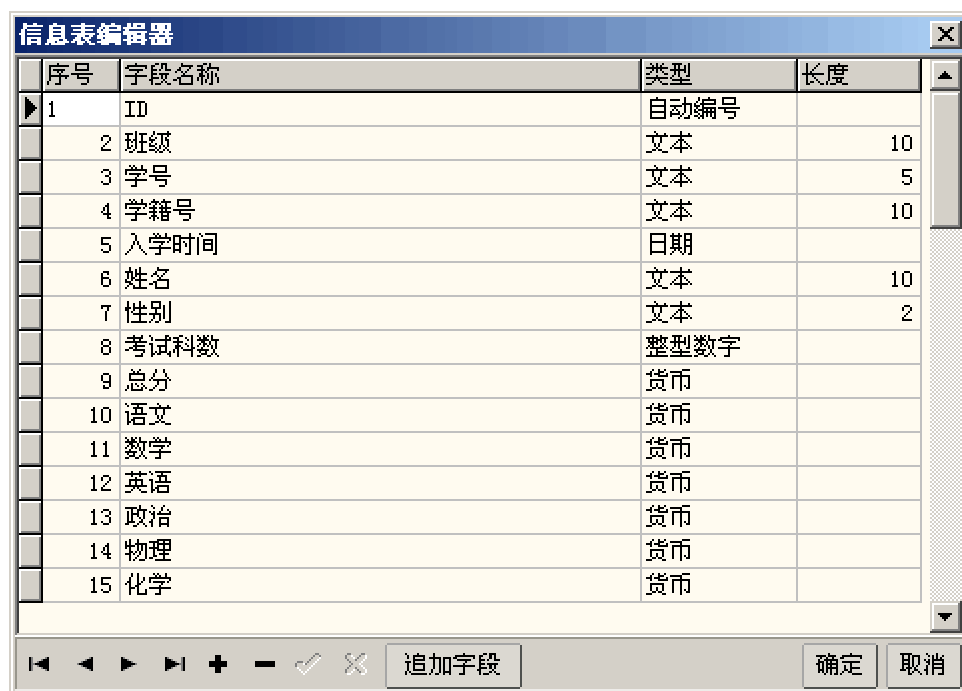 信息表编辑器
序号 字段名称 类型 长度
1 ID 自动编号
2 班级 文本 10
3 学号 文本 5
4 学籍号 文本 10
5 入学时间 日期
6 姓名 文本 10
7 性别 文本 2
8 考试科数 整型数字
9 总分 货币
10 语文 货币
11 数学 货币
12 英语 货币
13 政治 货币
14 物理 货币
15 化学 货币
追加字段 确定 取消